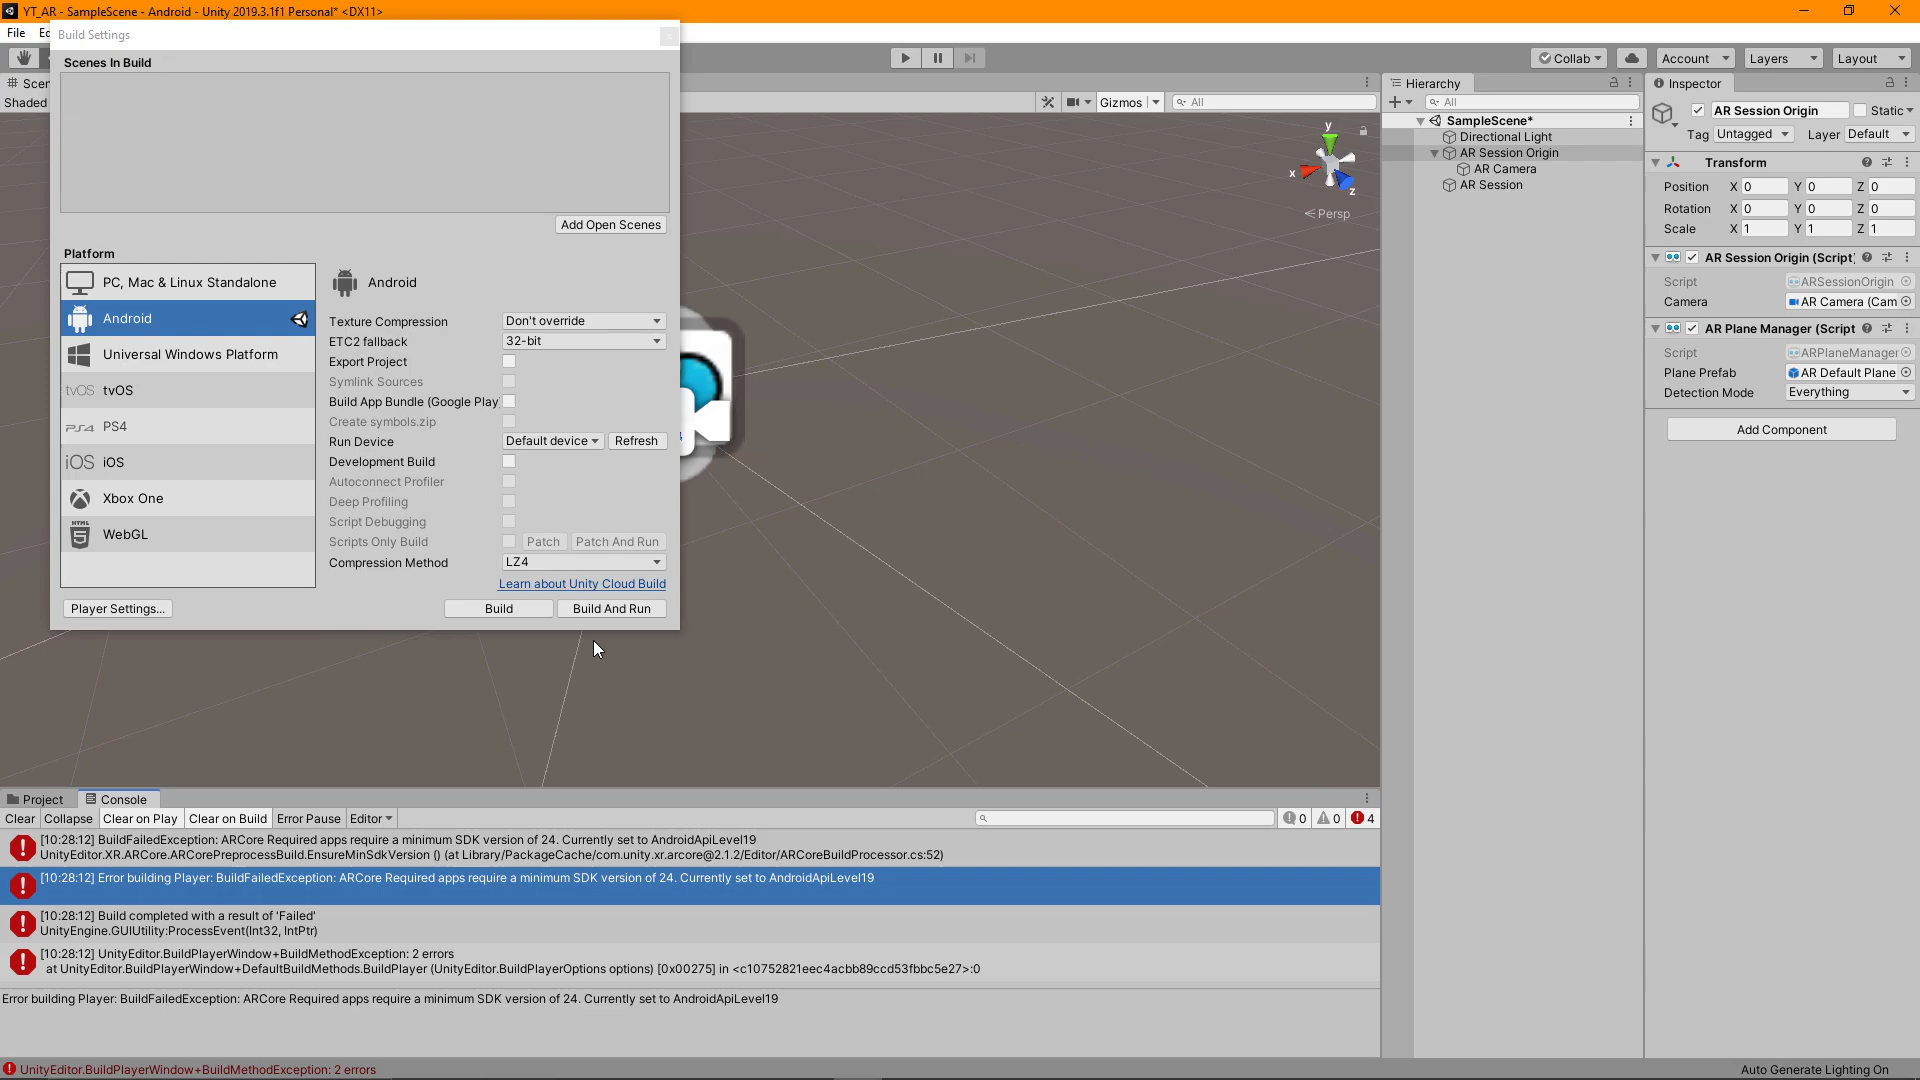 YT_AR - SampleScene - Android - Unity 2019.3.1f1 Personal* <DX11>
File
Build Settings
Scenes In Build
Add Open Scenes
Platform
PC, Mac & Linux Standalone
Android
Universal Windows Platform
tvOS tvOS
PS4
iOS iOS
Xbox One
HTML 5 WebGL
Android
Texture Compression Don't override
ETC2 fallback 32-bit
Export Project
Symlink Sources
Build App Bundle (Google Play)
Create symbols.zip
Run Device Default device Refresh
Development Build
Autoconnect Profiler
Deep Profiling
Script Debugging
Scripts Only Build Patch Patch And Run
Compression Method LZ4
Learn about Unity Cloud Build
Player Settings... Build Build And Run
Shaded
Collab Account Layers Layout
Gizmos All
y
x
z
Persp
Hierarchy
All
SampleScene*
Directional Light
AR Session Origin
AR Camera
AR Session
Inspector
AR Session Origin Static
Tag Untagged Layer Default
Transform
Position X 0 Y 0 Z 0
Rotation X 0 Y 0 Z 0
Scale X 1 Y 1 Z 1
AR Session Origin (Script)
Script ARSessionOrigin
Camera AR Camera (Cam
AR Plane Manager (Script
Script ARPlaneManager
Plane Prefab AR Default Plane
Detection Mode Everything
Add Component
Project Console
Clear Collapse Clear on Play Clear on Build Error Pause Editor 0 0 4
[10:28:12] BuildFailedException: ARCore Required apps require a minimum SDK version of 24. Currently set to AndroidApiLevel19
UnityEditor.XR.ARCore.ARCorePreprocessBuild.EnsureMinSdkVersion () (at Library/PackageCache/com.unity.xr.arcore@2.1.2/Editor/ARCoreBuildProcessor.cs:52)
[10:28:12] Error building Player: BuildFailedException: ARCore Required apps require a minimum SDK version of 24. Currently set to AndroidApiLevel19
[10:28:12] Build completed with a result of 'Failed'
UnityEngine.GUIUtility:ProcessEvent(Int32, IntPtr)
[10:28:12] UnityEditor.BuildPlayerWindow+BuildMethodException: 2 errors
at UnityEditor.BuildPlayerWindow+DefaultBuildMethods.BuildPlayer (UnityEditor.BuildPlayerOptions options) [0x00275] in <c10752821eec4acbb89ccd53fbbc5e27>:0
Error building Player: BuildFailedException: ARCore Required apps require a minimum SDK version of 24. Currently set to AndroidApiLevel19
UnityEditor.BuildPlayerWindow+BuildMethodException: 2 errors
Auto Generate Lighting On